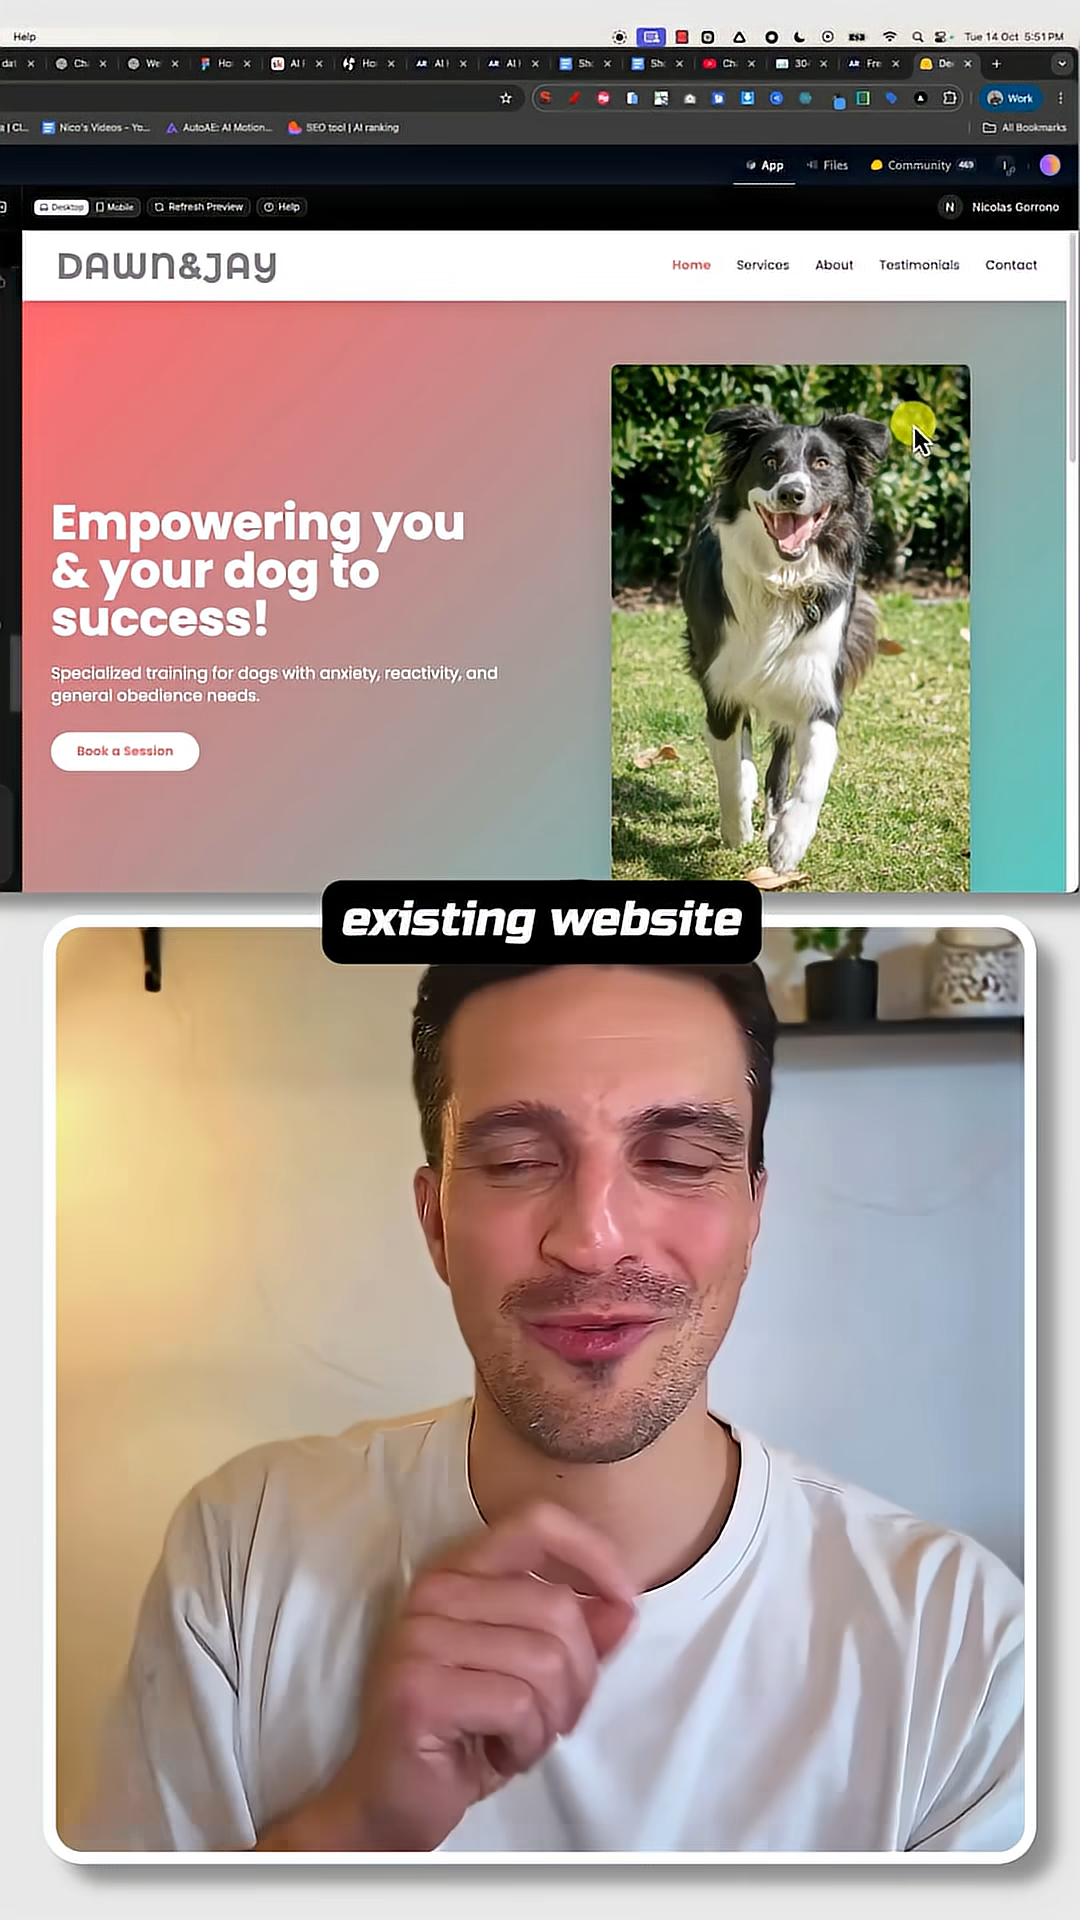 Help
Tue 14 Oct 5:51PM
Work
Nico's Videos - Yo...
AutoAE: AI Motion...
SEO tool | AI ranking
All Bookmarks
App
Files
Community 469
Desktop
Mobile
Refresh Preview
Help
N
Nicolas Gorrono
DAWN&JAY
Home
Services
About
Testimonials
Contact
Empowering you
& your dog to
success!
Specialized training for dogs with anxiety, reactivity, and
general obedience needs.
Book a Session
existing website